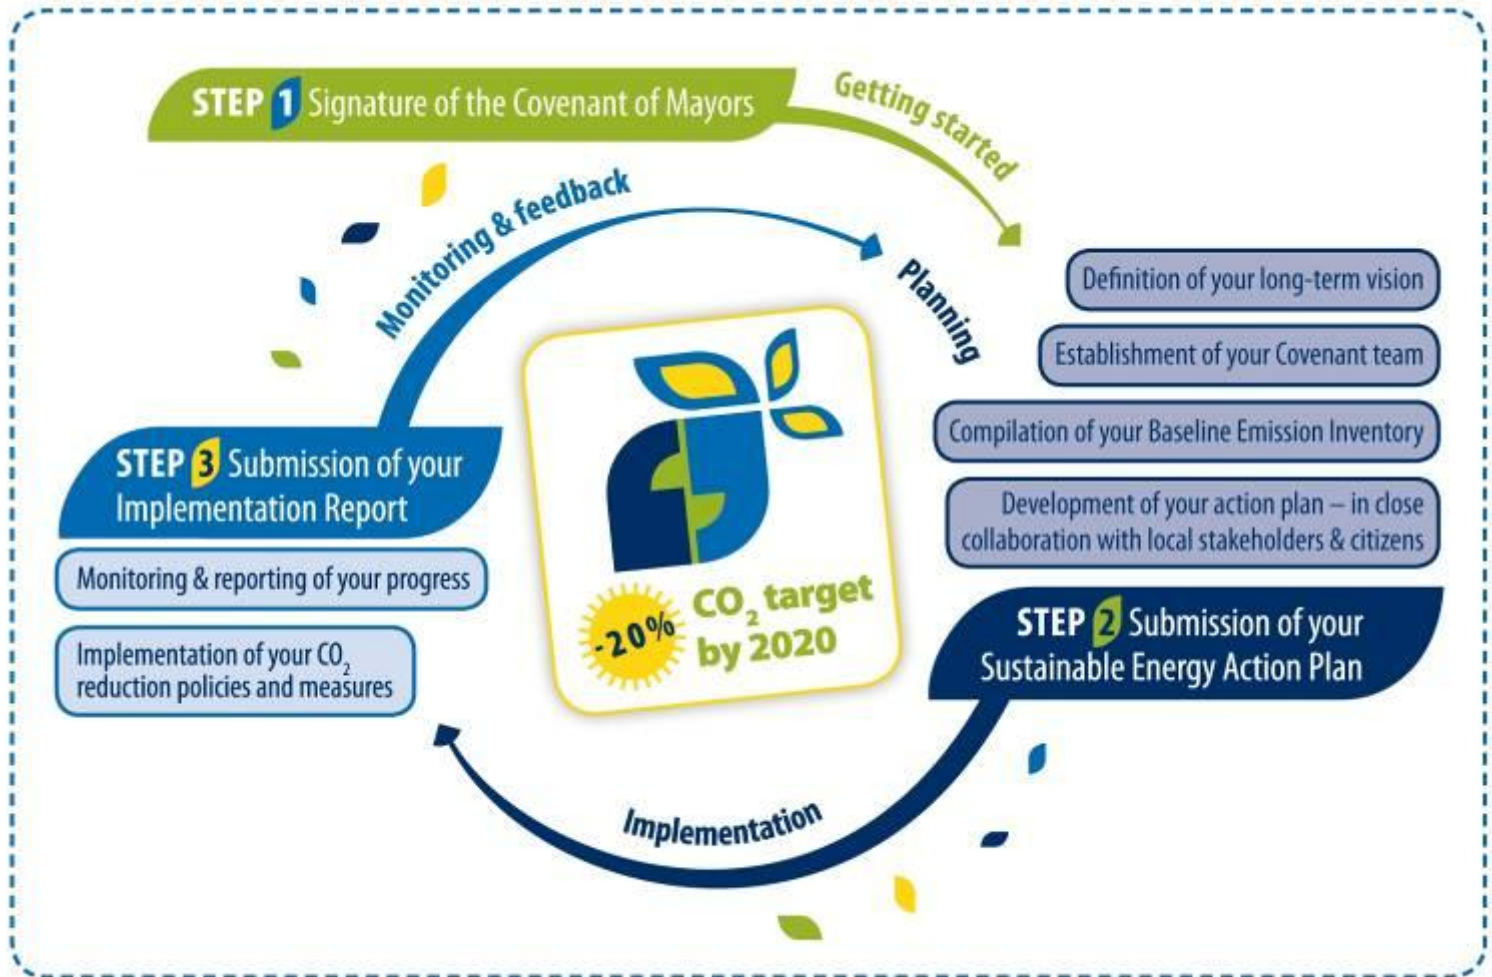 STEP 1 Signature of the Covenant of Mayors
Getting started
Monitoring & feedback
Planning
Definition of your long-term vision
Establishment of your Covenant team
Compilation of your Baseline Emission Inventory
Development of your action plan – in close
collaboration with local stakeholders & citizens
STEP 2 Submission of your
Sustainable Energy Action Plan
Implementation
STEP 3 Submission of your
Implementation Report
Monitoring & reporting of your progress
Implementation of your CO₂
reduction policies and measures
-20%
CO₂ target
by 2020